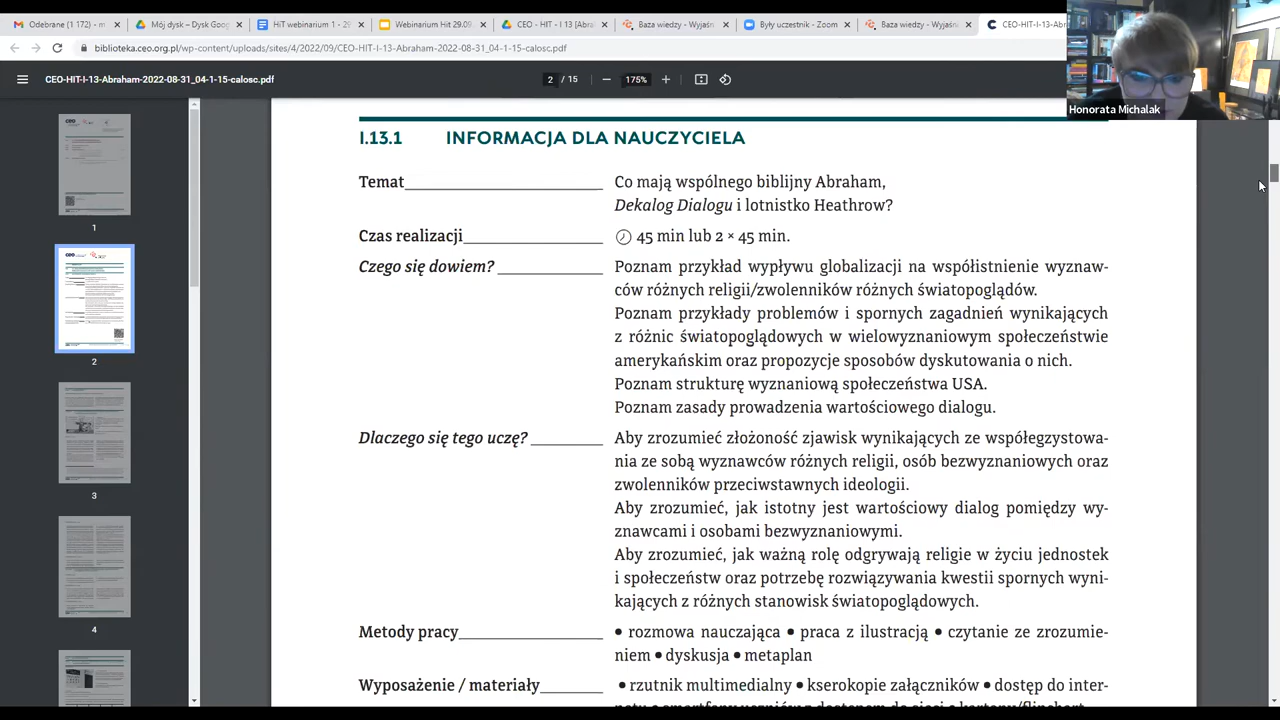 Odebrane (1 172) – m
Mój dysk – Dysk Goog
HiT webinarium 1 - 29
Webinarium Hit 29.09.
CEO - HIT - I 13 (Abra
Baza wiedzy - Wyjaśn
Były uczestnik - Zoom
Baza wiedzy - Wyjaśn
CEO-HIT-I-13-Abra
biblioteka.ceo.org.pl/wp-content/uploads/sites/4/2022/09/CEO-HIT-I-13-Abraham-2022-08-31_04-1-15-calosc.pdf
CEO-HIT-I-13-Abraham-2022-08-31_04-1-15-calosc.pdf
2 / 15
175%
Honorata Michalak
1
2
3
4
I.13.1 INFORMACJA DLA NAUCZYCIELA
Temat Co mają wspólnego biblijny Abraham,
Dekalog Dialogu i lotnistko Heathrow?
Czas realizacji 45 min lub 2 × 45 min.
Czego się dowiem? Poznam przykład wypływu globalizacji na współistnienie wyznaw-
ców różnych religii/zwolenników różnych światopoglądów.
Poznam przykłady problemów i spornych zagadnień wynikających
z różnic światopoglądowych w wielowyznaniowym społeczeństwie
amerykańskim oraz propozycje sposobów dyskutowania o nich.
Poznam strukturę wyznaniową społeczeństwa USA.
Poznam zasady prowadzenia wartościowego dialogu.
Dlaczego się tego uczę? Aby zrozumieć złożoność zjawisk wynikających ze współegzystowa-
nia ze sobą wyznawców różnych religii, osób bezwyznaniowych oraz
zwolenników przeciwstawnych ideologii.
Aby zrozumieć, jak istotny jest wartościowy dialog pomiędzy wy-
znawcami i osobami bezwyznaniowymi.
Aby zrozumieć, jak ważną rolę odgrywają religie w życiu jednostek
i społeczeństw oraz potrzebę rozwiązywania kwestii spornych wyni-
kających z różnych stanowisk światopoglądowych.
Metody pracy • rozmowa nauczająca • praca z ilustracją • czytanie ze zrozumie-
niem • dyskusja • metaplan
Wyposażenie / materiały • rzutnik multimedialny • kserokopie załączników • dostęp do inter-